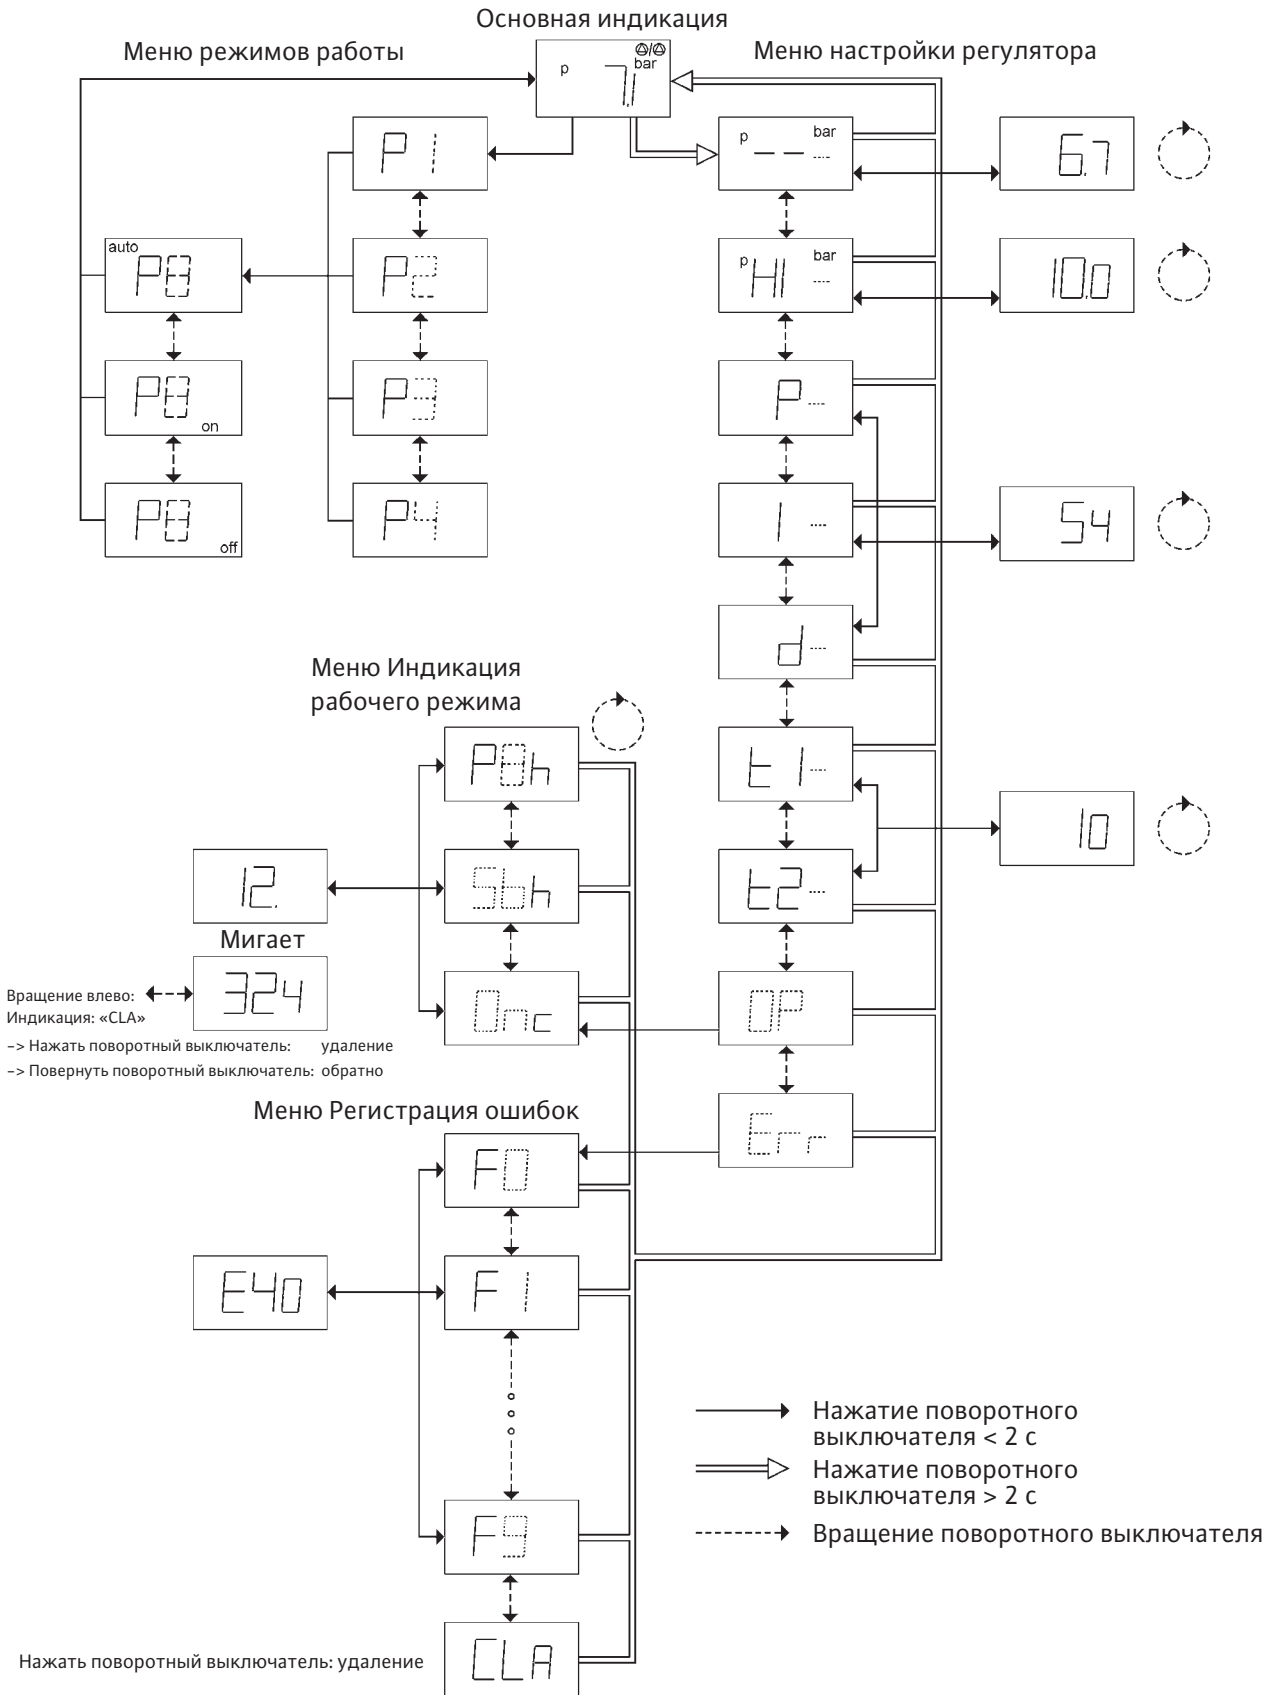 Основная индикация
Меню режимов работы
Меню настройки регулятора
p 7,1 bar
P1
p -- bar
6.7
auto P8
P2
p HI bar
10.0
P8 on
P3
P
P8 off
P4
I
54
d
Меню Индикация
рабочего режима
P8h
t1
10
12.
Sbh
t2
Мигает
324
Вращение влево:
Индикация: «CLA»
–> Нажать поворотный выключатель: удаление
–> Повернуть поворотный выключатель: обратно
Onc
OP
Меню Регистрация ошибок
F0
Err
E40
F1
F9
CLA
Нажать поворотный выключатель: удаление
Нажатие поворотного
выключателя < 2 с
Нажатие поворотного
выключателя > 2 с
Вращение поворотного выключателя